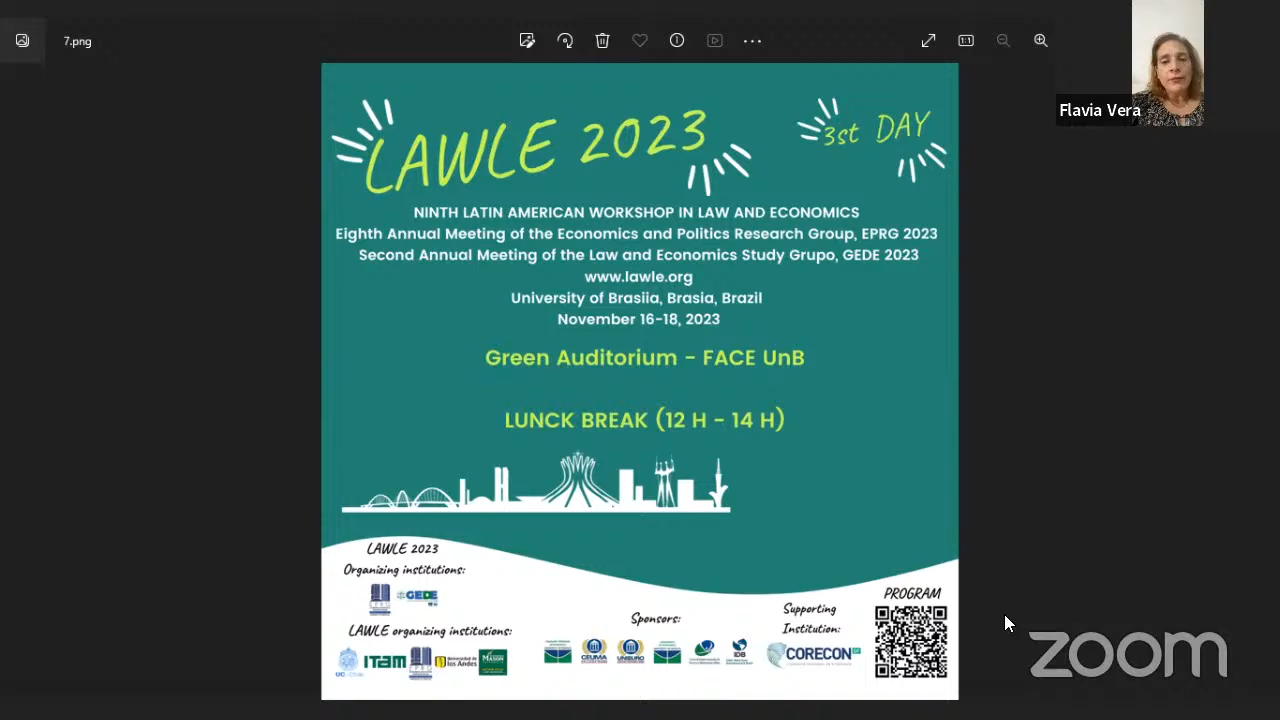 7.png
Flavia Vera
LAWLE 2023
3st DAY
NINTH LATIN AMERICAN WORKSHOP IN LAW AND ECONOMICS
Eighth Annual Meeting of the Economics and Politics Research Group, EPRG 2023
Second Annual Meeting of the Law and Economics Study Grupo, GEDE 2023
www.lawle.org
University of Brasiia, Brasia, Brazil
November 16-18, 2023
Green Auditorium - FACE UnB
LUNCK BREAK (12 H - 14 H)
LAWLE 2023
Organizing institutions:
GEDE
LAWLE organizing institutions:
UC
ITAM
Universidad de
los Andes
MASON
Sponsors:
CEUMA
UNIEURO
IDB
Supporting
Institution:
CORECON
PROGRAM
zoom